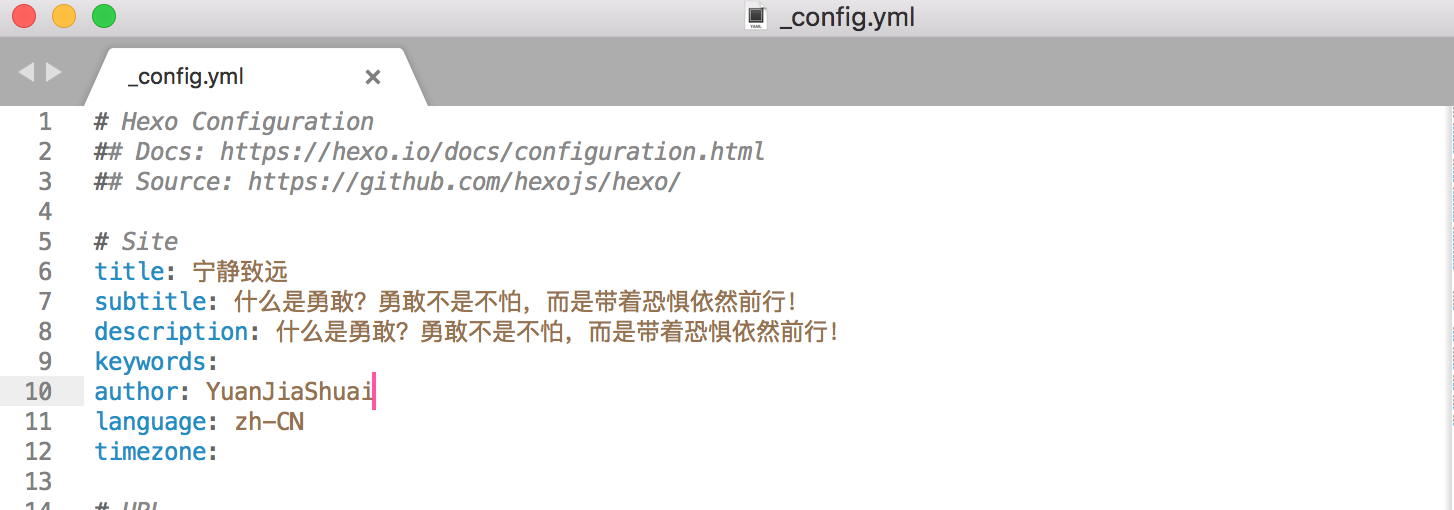 _config.yml
_config.yml
1 # Hexo Configuration
2 ## Docs: https://hexo.io/docs/configuration.html
3 ## Source: https://github.com/hexojs/hexo/
4
5 # Site
6 title: 宁静致远
7 subtitle: 什么是勇敢？勇敢不是不怕，而是带着恐惧依然前行！
8 description: 什么是勇敢？勇敢不是不怕，而是带着恐惧依然前行！
9 keywords:
10 author: YuanJiaShuai
11 language: zh-CN
12 timezone:
13
14 # URL